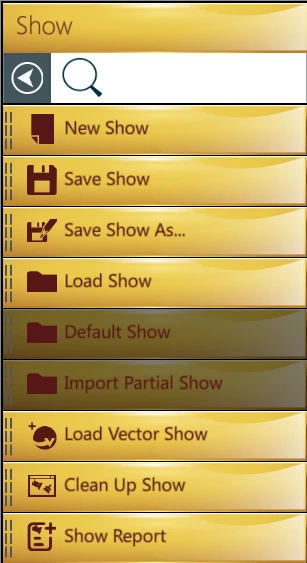 Show
New Show
Save Show
Save Show As...
Load Show
Default Show
Import Partial Show
Load Vector Show
Clean Up Show
Show Report